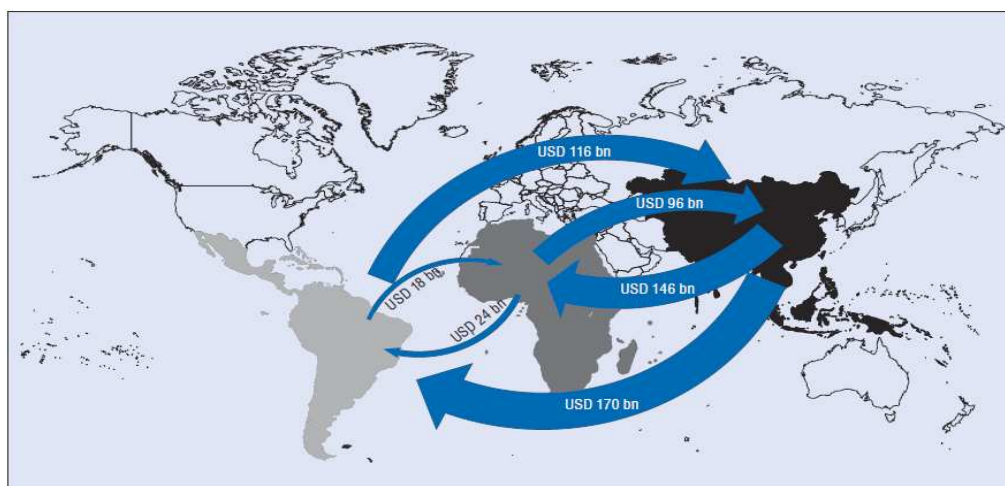 USD 116 bn
USD 96 bn
USD 18 bn
USD 146 bn
USD 24 bn
USD 170 bn